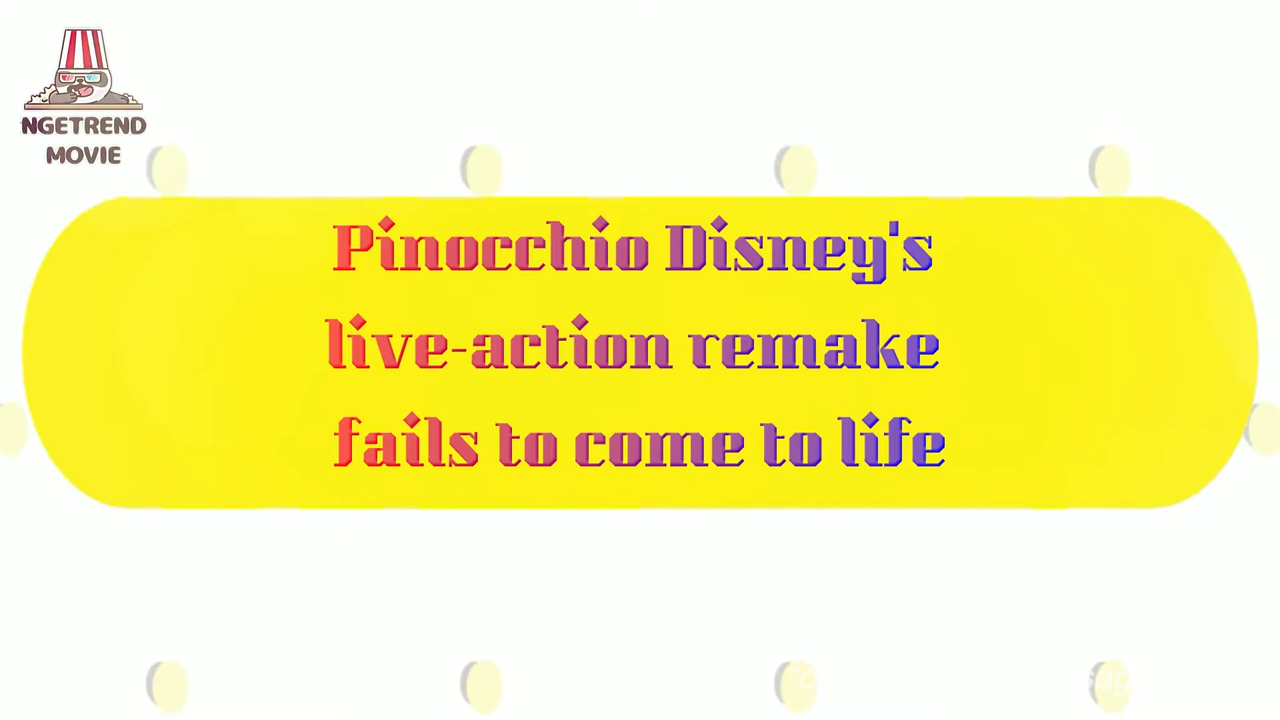 NGETREND
MOVIE
Pinocchio Disney's
live-action remake
fails to come to life